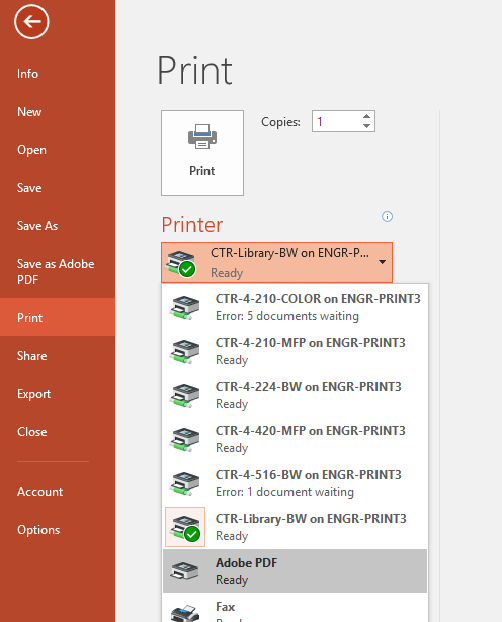 Info
New
Open
Save
Save As
Save as Adobe
PDF
Print
Share
Export
Close
Account
Options
Print
Print
Copies:
1
Printer
CTR-Library-BW on ENGR-P...
Ready
CTR-4-210-COLOR on ENGR-PRINT3
Error: 5 documents waiting
CTR-4-210-MFP on ENGR-PRINT3
Ready
CTR-4-224-BW on ENGR-PRINT3
Ready
CTR-4-420-MFP on ENGR-PRINT3
Ready
CTR-4-516-BW on ENGR-PRINT3
Error: 1 document waiting
CTR-Library-BW on ENGR-PRINT3
Ready
Adobe PDF
Ready
Fax